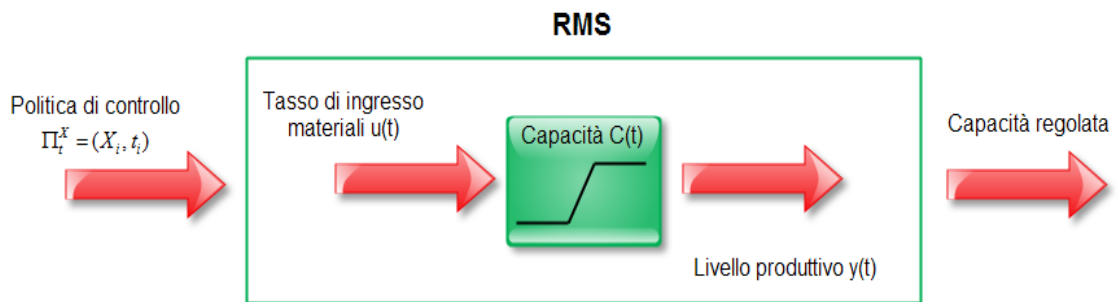 RMS
Politica di controllo
Π_t^X = (X_i, t_i)
Tasso di ingresso
materiali u(t)
Capacità C(t)
Livello produttivo y(t)
Capacità regolata